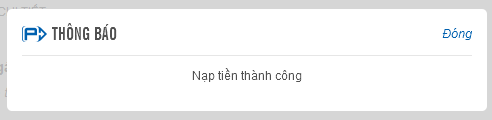 THÔNG BÁO
Đóng
Nạp tiền thành công